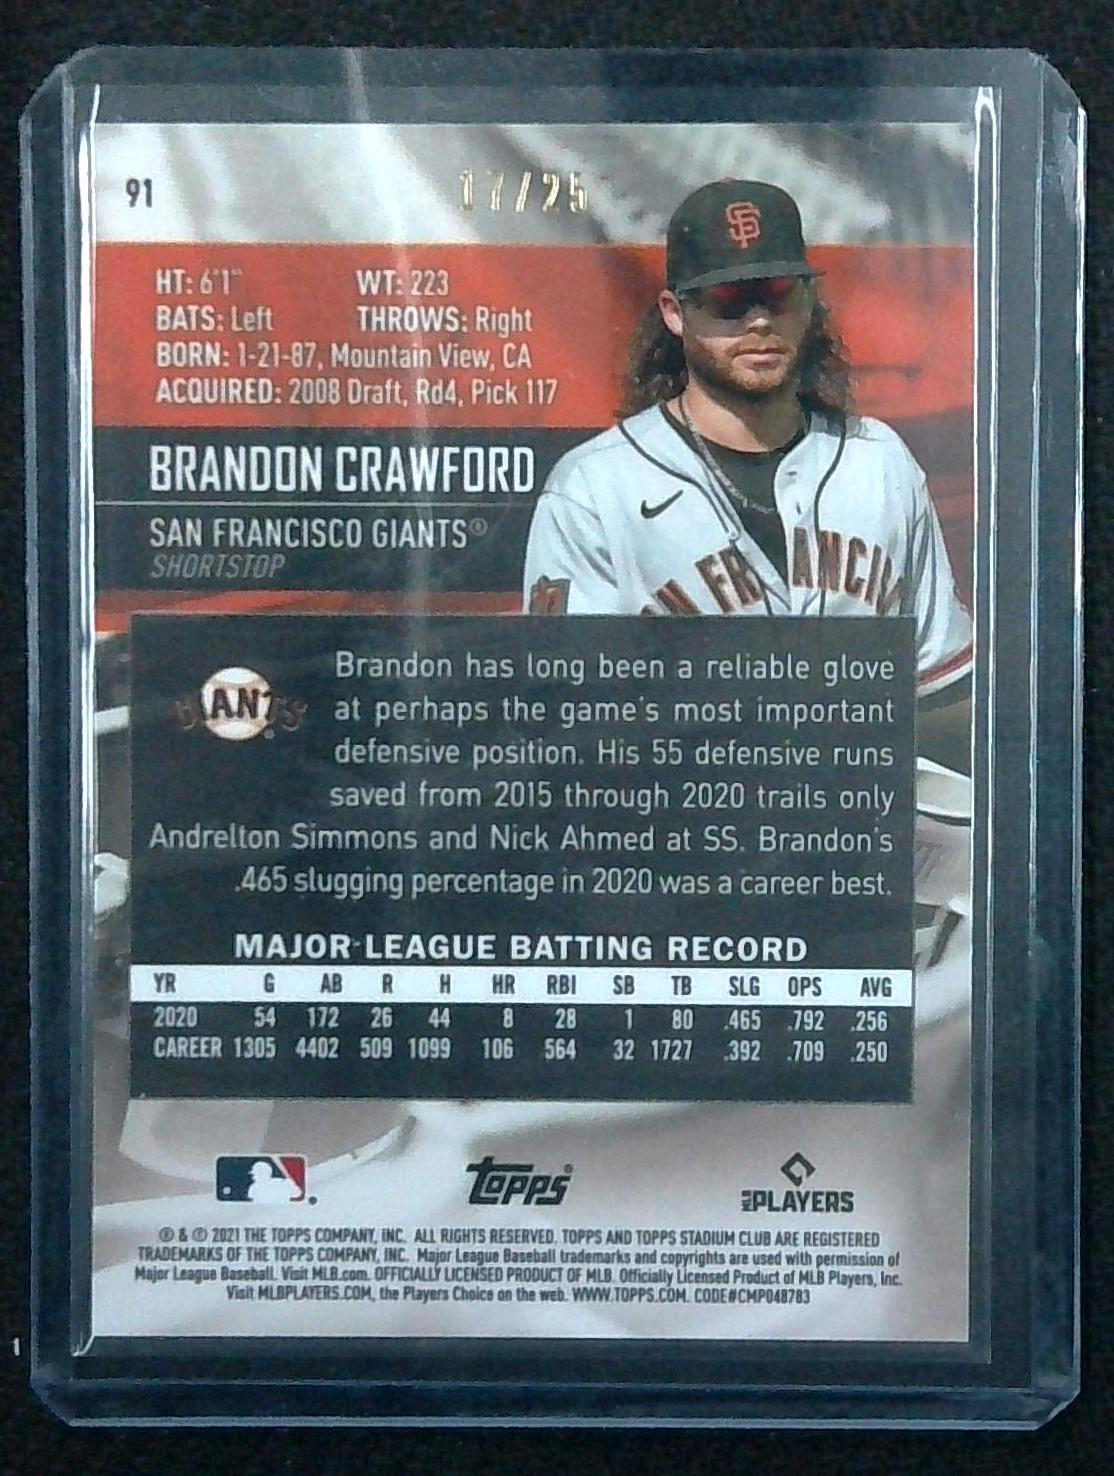 91
17/25
SF
HT: 6'1" WT: 223
BATS: Left THROWS: Right
BORN: 1-21-87, Mountain View, CA
ACQUIRED: 2008 Draft, Rd4, Pick 117
BRANDON CRAWFORD
SAN FRANCISCO GIANTS®
SHORTSTOP
AN FRANCIS
GIANTS
Brandon has long been a reliable glove
at perhaps the game's most important
defensive position. His 55 defensive runs
saved from 2015 through 2020 trails only
Andrelton Simmons and Nick Ahmed at SS. Brandon's
.465 slugging percentage in 2020 was a career best.
MAJOR LEAGUE BATTING RECORD
YR G AB R H HR RBI SB TB SLG OPS AVG
2020 54 172 26 44 8 28 1 80 .465 .792 .256
CAREER 1305 4402 509 1099 106 564 32 1727 .392 .709 .250
Topps®
MLB PLAYERS
® & © 2021 THE TOPPS COMPANY, INC. ALL RIGHTS RESERVED. TOPPS AND TOPPS STADIUM CLUB ARE REGISTERED
TRADEMARKS OF THE TOPPS COMPANY, INC. Major League Baseball trademarks and copyrights are used with permission of
Major League Baseball. Visit MLB.com. OFFICIALLY LICENSED PRODUCT OF MLB. Officially Licensed Product of MLB Players, Inc.
Visit MLBPLAYERS.COM, the Players Choice on the web. WWW.TOPPS.COM. CODE#CMP048783